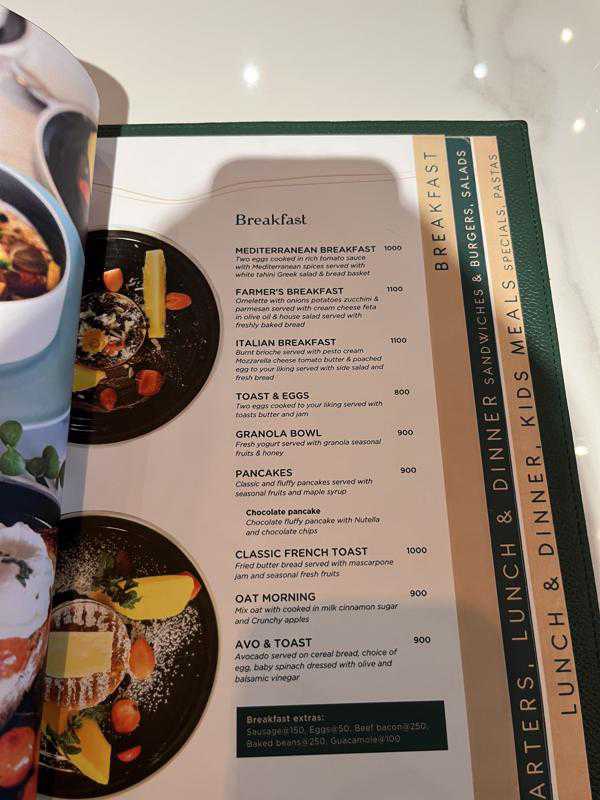 Breakfast
MEDITERRANEAN BREAKFAST 1000
Two eggs cooked in rich tomato sauce
with Mediterranean spices served with
white tahini Greek salad & bread basket
FARMER'S BREAKFAST 1100
Omelette with onions potatoes zucchini &
parmesan served with cream cheese feta
in olive oil & house salad served with
freshly baked bread
ITALIAN BREAKFAST 1100
Burnt brioche served with pesto cream
Mozzarella cheese tomato butter & poached
egg to your liking served with side salad and
fresh bread
TOAST & EGGS 800
Two eggs cooked to your liking served with
toasts butter and jam
GRANOLA BOWL 900
Fresh yogurt served with granola seasonal
fruits & honey
PANCAKES 900
Classic and fluffy pancakes served with
seasonal fruits and maple syrup
Chocolate pancake
Chocolate fluffy pancake with Nutella
and chocolate chips
CLASSIC FRENCH TOAST 1000
Fried butter bread served with mascarpone
jam and seasonal fresh fruits
OAT MORNING 900
Mix oat with cooked in milk cinnamon sugar
and Crunchy apples
AVO & TOAST 900
Avocado served on cereal bread, choice of
egg, baby spinach dressed with olive and
balsamic vinegar
Breakfast extras:
Sausage@150, Eggs@50, Beef bacon@250,
Baked beans@250, Guacamole@100
BREAKFAST
ARTERS, LUNCH & DINNER SANDWICHES & BURGERS, SALADS
LUNCH & DINNER, KIDS MEALS SPECIALS, PASTAS